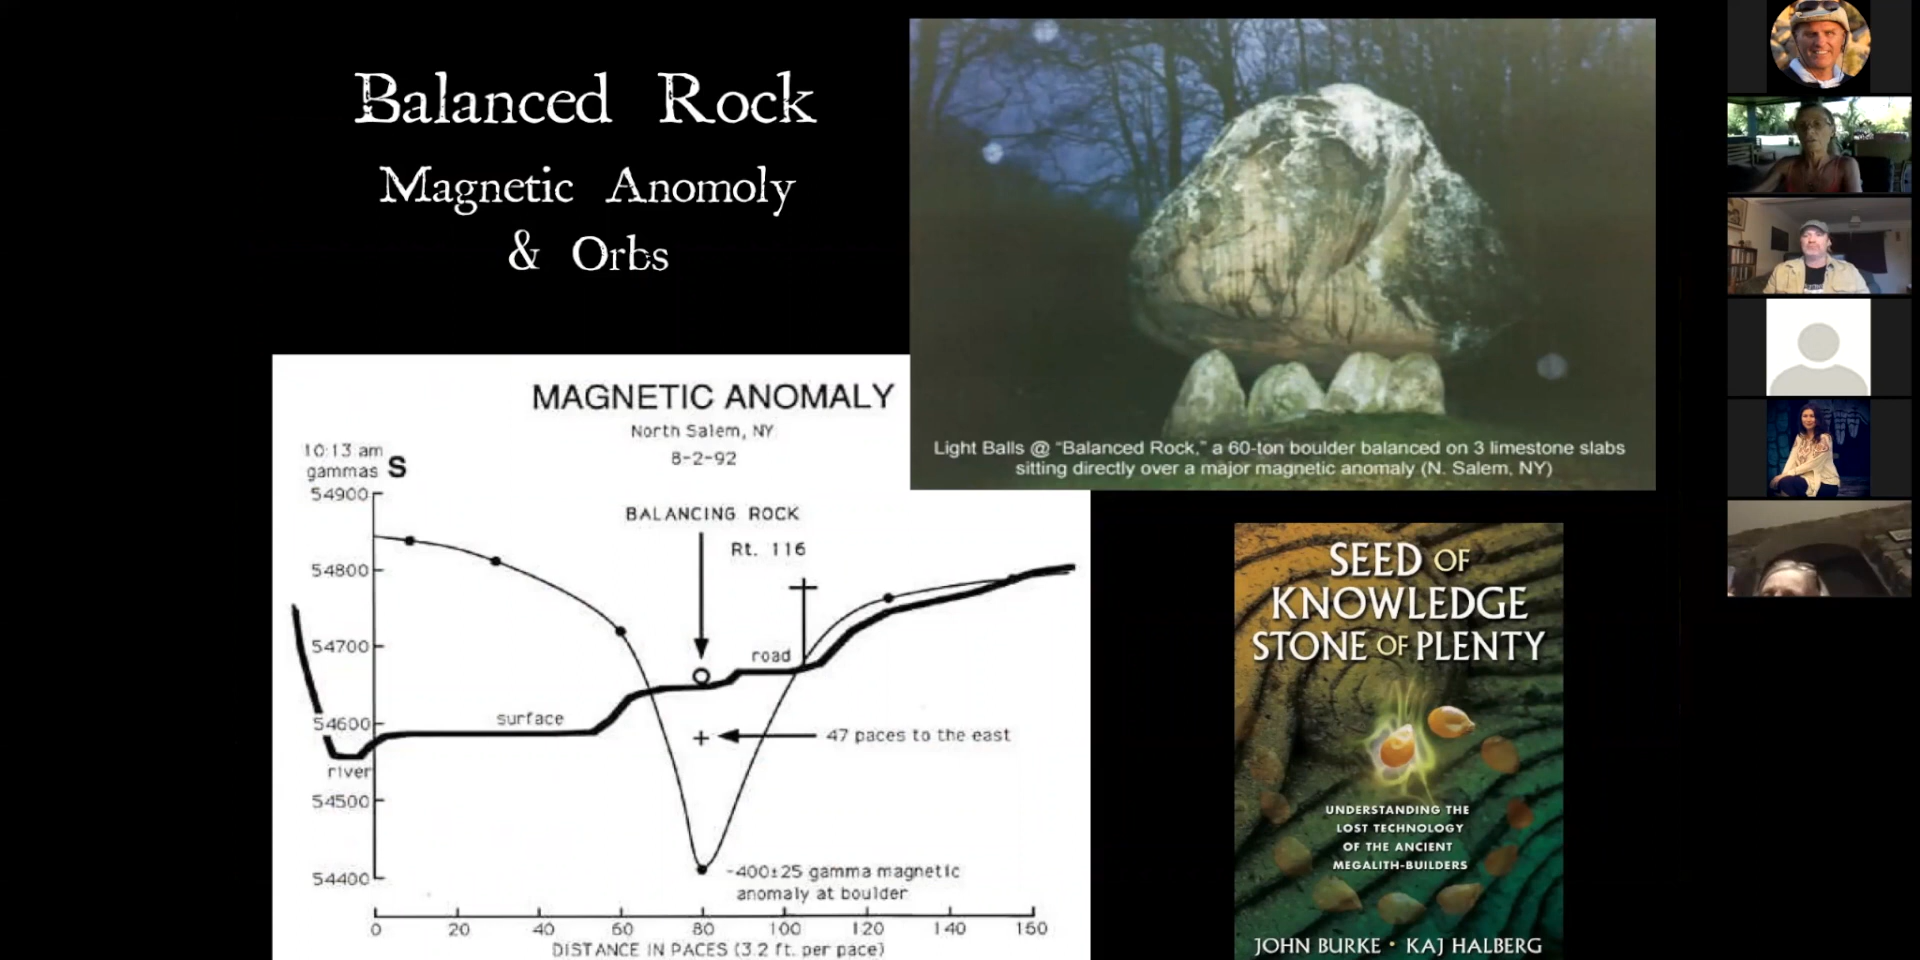 Balanced Rock
Magnetic Anomoly
& Orbs
Light Balls @ "Balanced Rock," a 60-ton boulder balanced on 3 limestone slabs
sitting directly over a major magnetic anomaly (N. Salem, NY)
MAGNETIC ANOMALY
North Salem, NY
8-2-92
10:13 am
gammas S
54900
54800
54700
54600
54500
54400
BALANCING ROCK
Rt. 116
road
surface
river
47 paces to the east
-400±25 gamma magnetic
anomaly at boulder
0 20 40 60 80 100 120 140 160
DISTANCE IN PACES (3.2 ft. per pace)
SEED OF
KNOWLEDGE
STONE OF PLENTY
UNDERSTANDING THE
LOST TECHNOLOGY
OF THE ANCIENT
MEGALITH-BUILDERS
JOHN BURKE • KAJ HALBERG